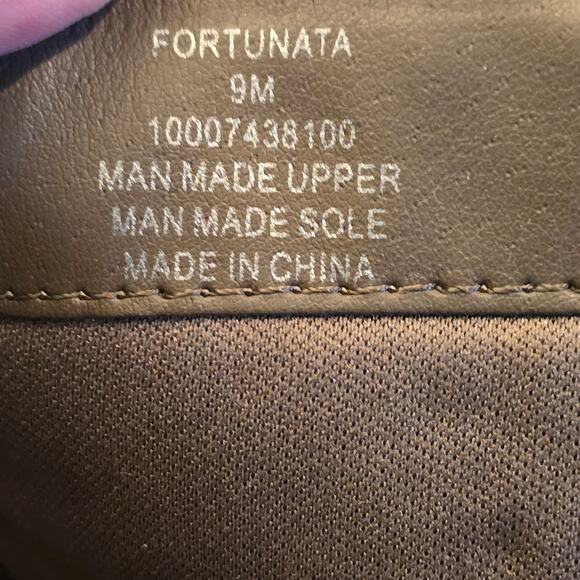 FORTUNATA
9M
10007438100
MAN MADE UPPER
MAN MADE SOLE
MADE IN CHINA